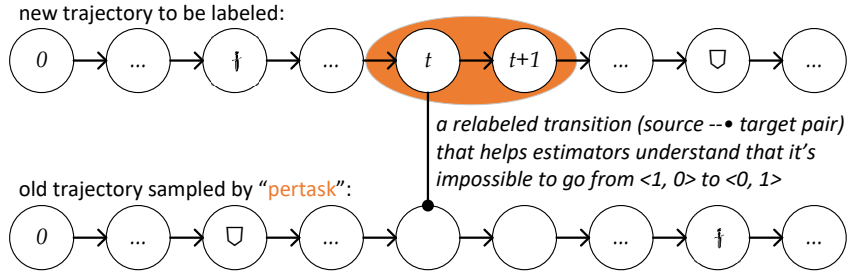 new trajectory to be labeled:
0 ... ... t t+1 ... ...
a relabeled transition (source --• target pair)
that helps estimators understand that it's
impossible to go from <1, 0> to <0, 1>
old trajectory sampled by “pertask”:
0 ... ... ... ...